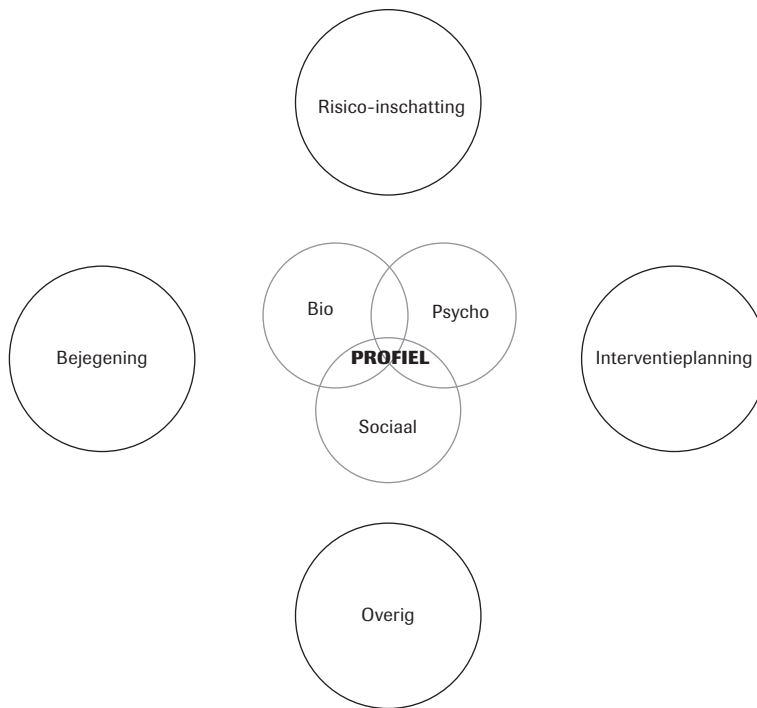 Risico-inschatting
Bio
Psycho
Bejegening
PROFIEL
Interventieplanning
Sociaal
Overig